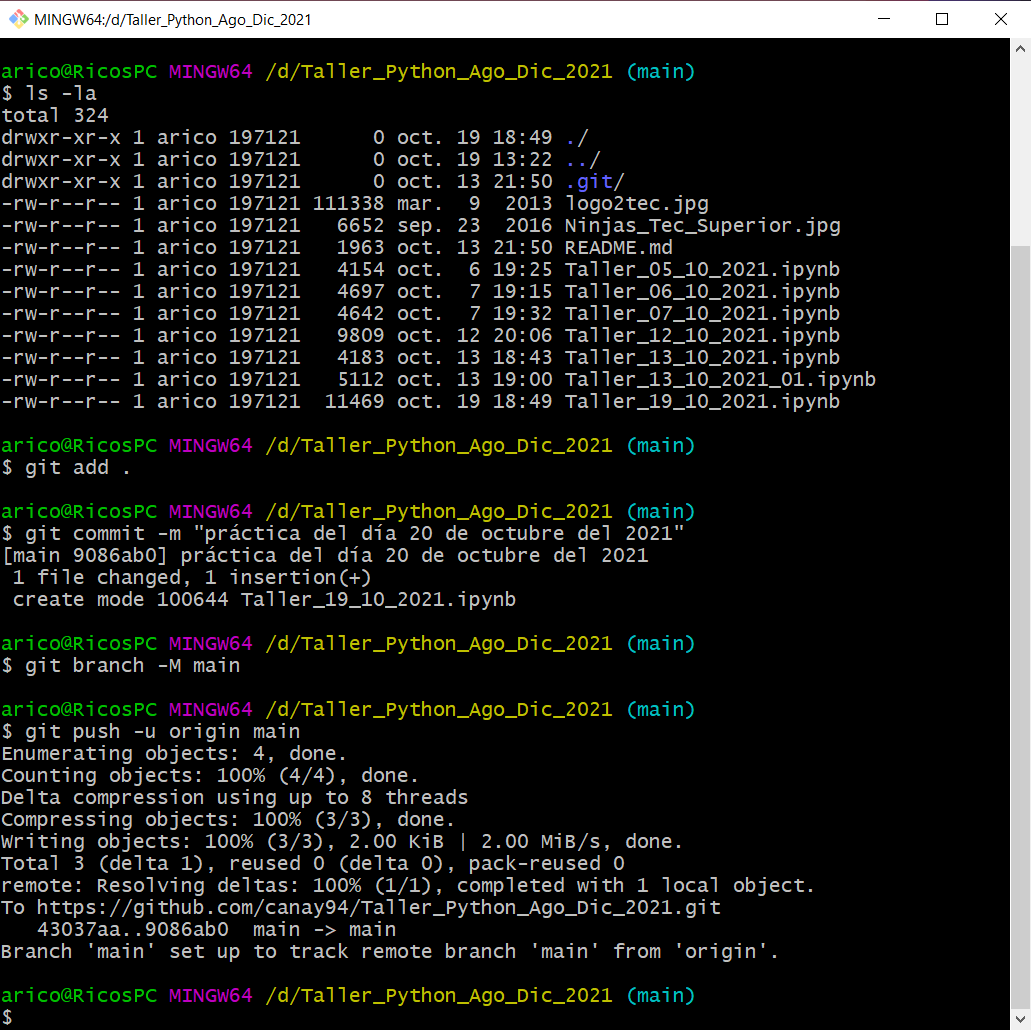 MINGW64:/d/Taller_Python_Ago_Dic_2021
arico@RicosPC MINGW64 /d/Taller_Python_Ago_Dic_2021 (main)
$ ls -la
total 324
drwxr-xr-x 1 arico 197121      0 oct. 19 18:49 ./
drwxr-xr-x 1 arico 197121      0 oct. 19 13:22 ../
drwxr-xr-x 1 arico 197121      0 oct. 13 21:50 .git/
-rw-r--r-- 1 arico 197121 111338 mar.  9  2013 logo2tec.jpg
-rw-r--r-- 1 arico 197121   6652 sep. 23  2016 Ninjas_Tec_Superior.jpg
-rw-r--r-- 1 arico 197121   1963 oct. 13 21:50 README.md
-rw-r--r-- 1 arico 197121   4154 oct.  6 19:25 Taller_05_10_2021.ipynb
-rw-r--r-- 1 arico 197121   4697 oct.  7 19:15 Taller_06_10_2021.ipynb
-rw-r--r-- 1 arico 197121   4642 oct.  7 19:32 Taller_07_10_2021.ipynb
-rw-r--r-- 1 arico 197121   9809 oct. 12 20:06 Taller_12_10_2021.ipynb
-rw-r--r-- 1 arico 197121   4183 oct. 13 18:43 Taller_13_10_2021.ipynb
-rw-r--r-- 1 arico 197121   5112 oct. 13 19:00 Taller_13_10_2021_01.ipynb
-rw-r--r-- 1 arico 197121  11469 oct. 19 18:49 Taller_19_10_2021.ipynb
arico@RicosPC MINGW64 /d/Taller_Python_Ago_Dic_2021 (main)
$ git add .
arico@RicosPC MINGW64 /d/Taller_Python_Ago_Dic_2021 (main)
$ git commit -m "práctica del día 20 de octubre del 2021"
[main 9086ab0] práctica del día 20 de octubre del 2021
 1 file changed, 1 insertion(+)
 create mode 100644 Taller_19_10_2021.ipynb
arico@RicosPC MINGW64 /d/Taller_Python_Ago_Dic_2021 (main)
$ git branch -M main
arico@RicosPC MINGW64 /d/Taller_Python_Ago_Dic_2021 (main)
$ git push -u origin main
Enumerating objects: 4, done.
Counting objects: 100% (4/4), done.
Delta compression using up to 8 threads
Compressing objects: 100% (3/3), done.
Writing objects: 100% (3/3), 2.00 KiB | 2.00 MiB/s, done.
Total 3 (delta 1), reused 0 (delta 0), pack-reused 0
remote: Resolving deltas: 100% (1/1), completed with 1 local object.
To https://github.com/canay94/Taller_Python_Ago_Dic_2021.git
   43037aa..9086ab0  main -> main
Branch 'main' set up to track remote branch 'main' from 'origin'.
arico@RicosPC MINGW64 /d/Taller_Python_Ago_Dic_2021 (main)
$